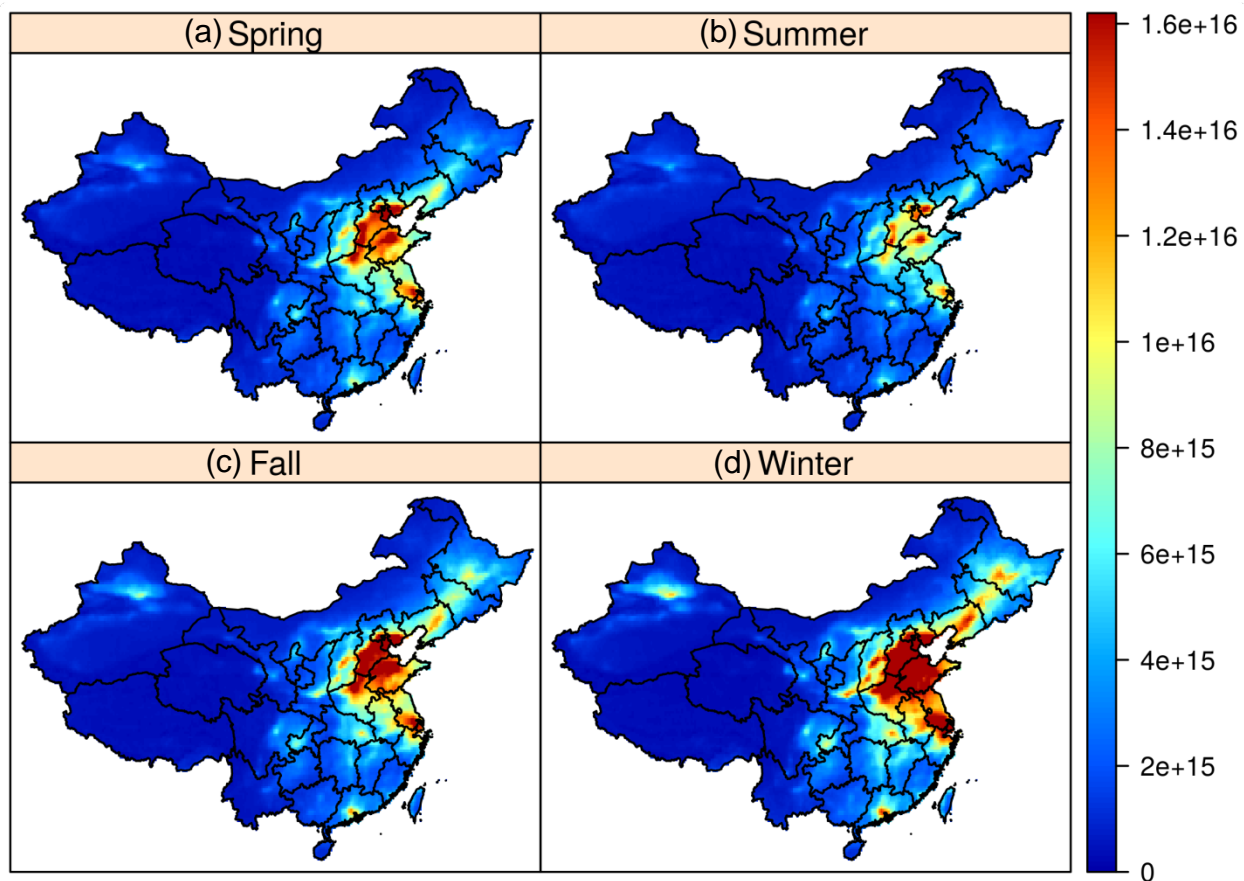 (a) Spring
(b) Summer
(c) Fall
(d) Winter
1.6e+16
1.4e+16
1.2e+16
1e+16
8e+15
6e+15
4e+15
2e+15
0